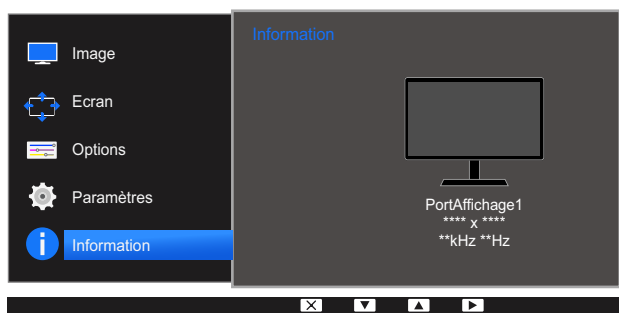 Image
Ecran
Options
Paramètres
Information
Information
PortAffichage1
**** x ****
**kHz **Hz